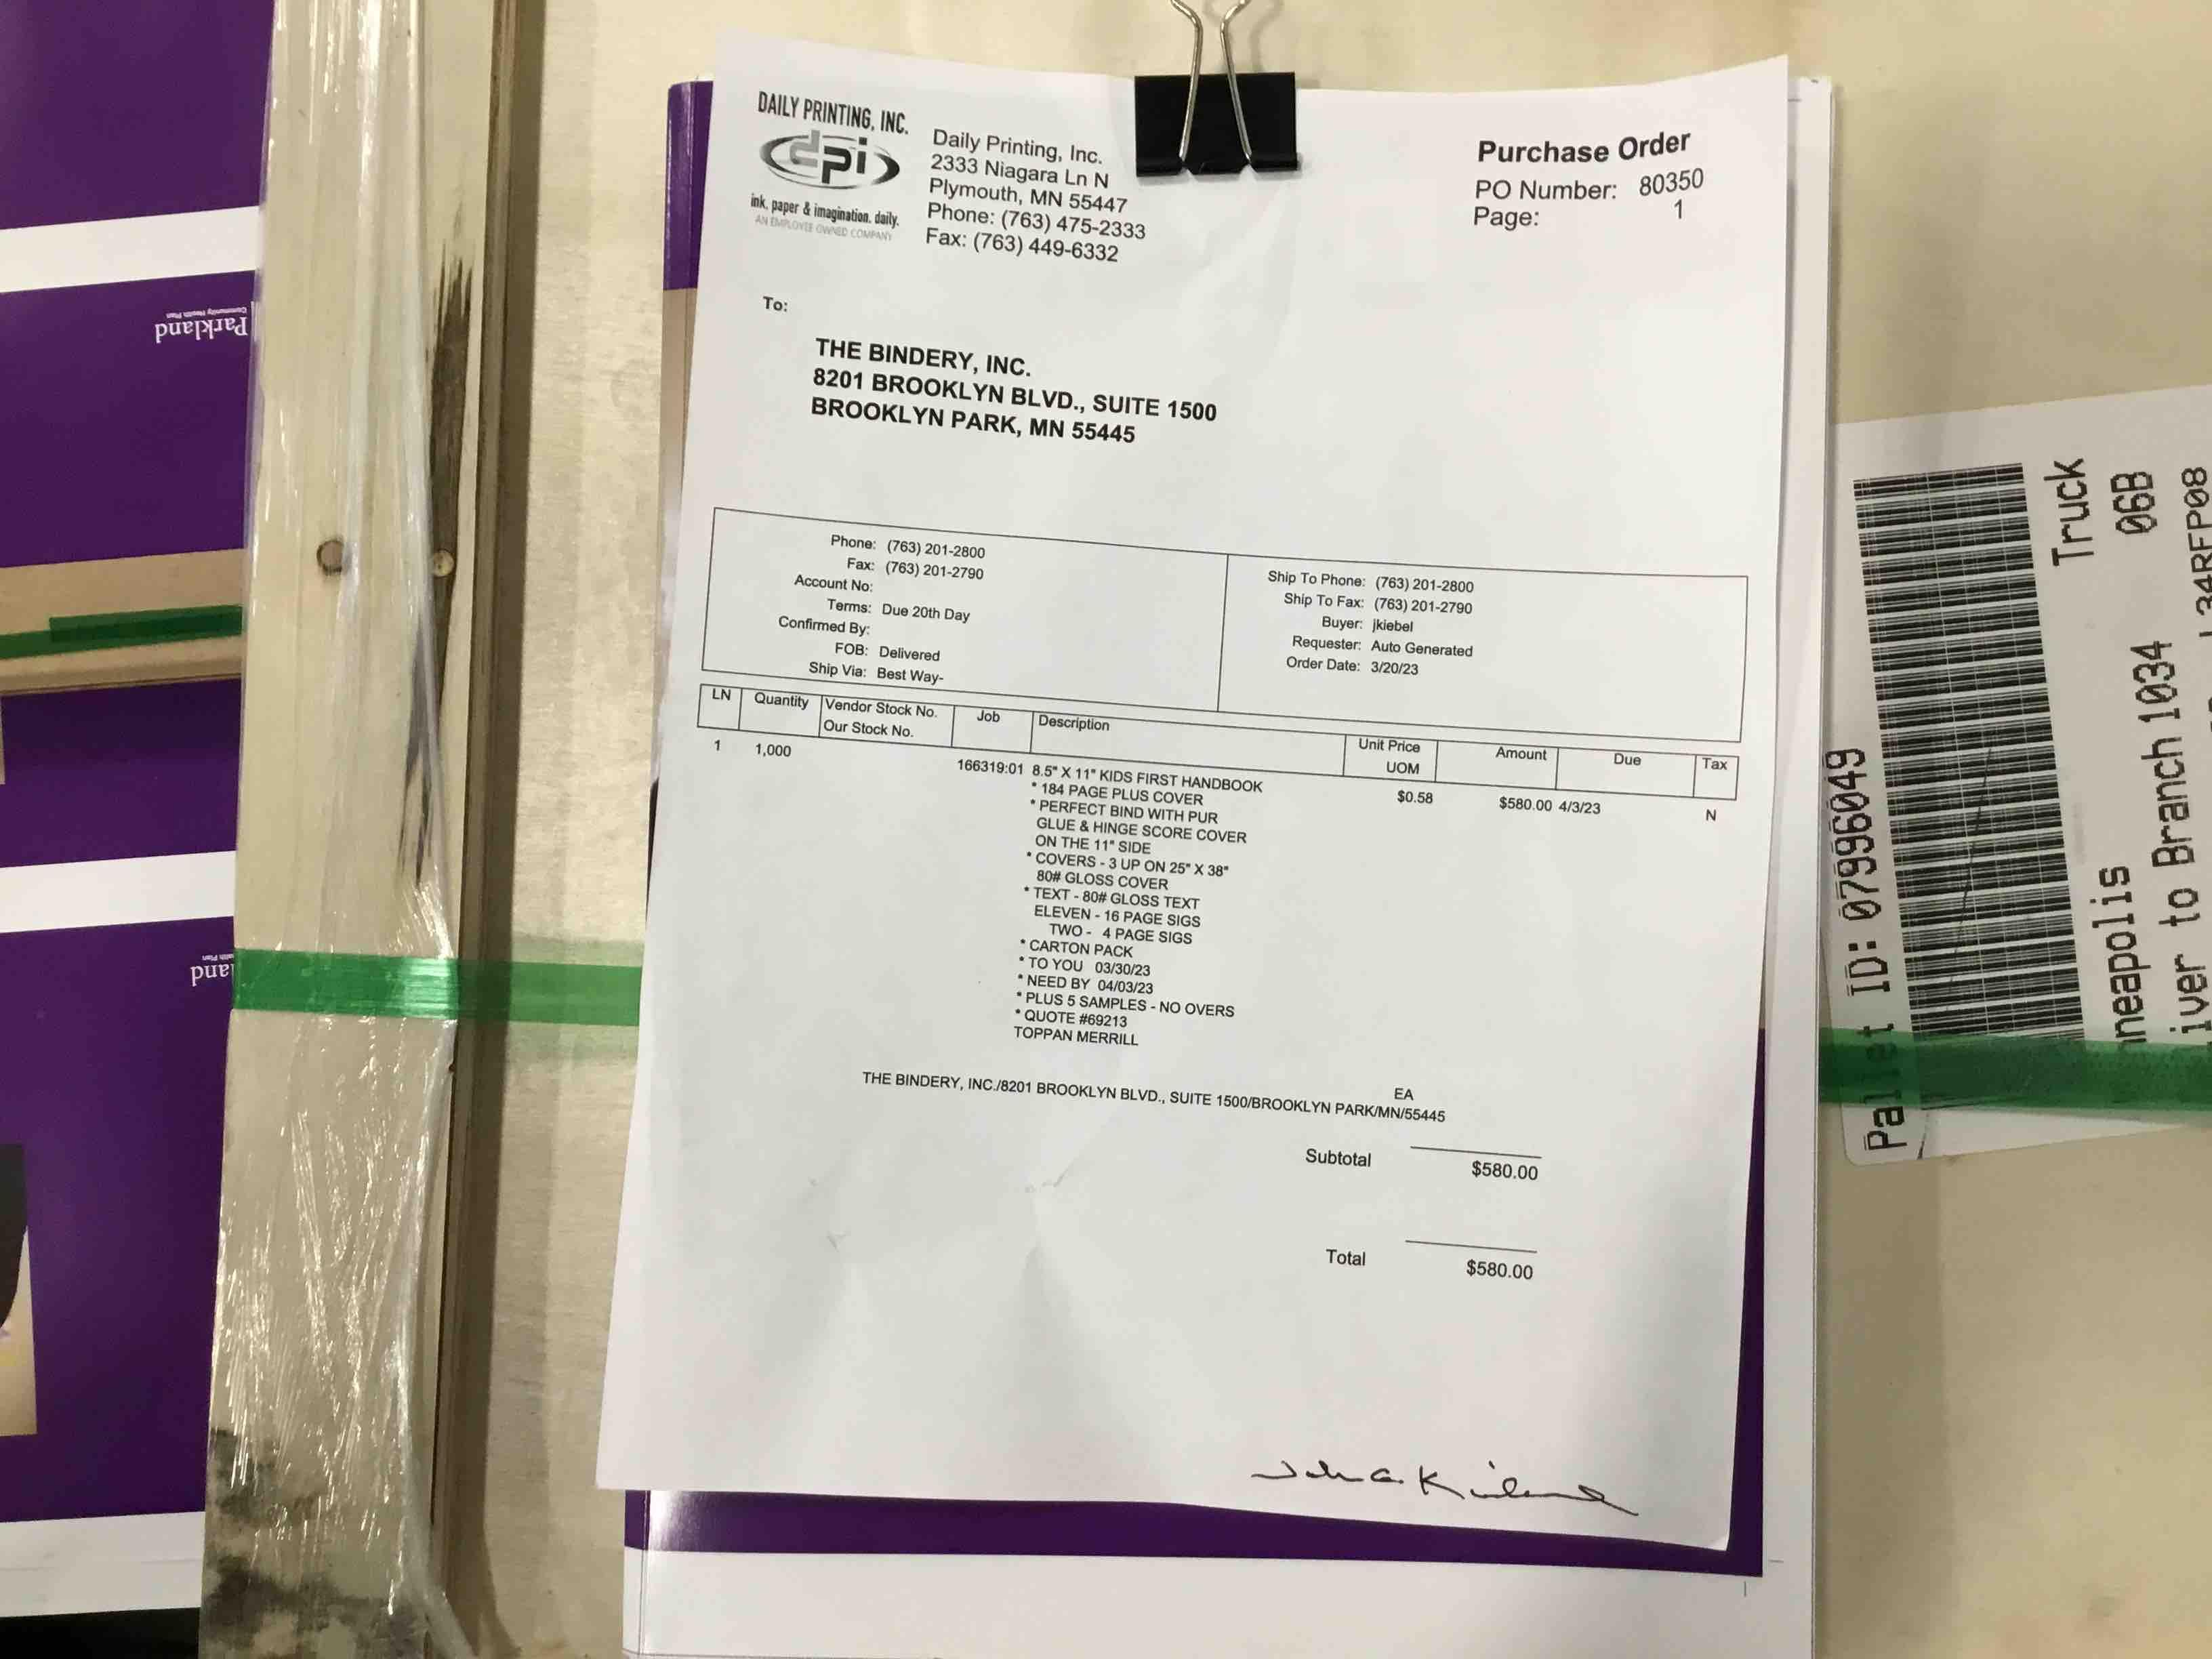 DAILY PRINTING, INC.
dpi
ink, paper & imagination. daily.
AN EMPLOYEE OWNED COMPANY
Daily Printing, Inc.
2333 Niagara Ln N
Plymouth, MN 55447
Phone: (763) 475-2333
Fax: (763) 449-6332
Purchase Order
PO Number: 80350
Page: 1
To:
THE BINDERY, INC.
8201 BROOKLYN BLVD., SUITE 1500
BROOKLYN PARK, MN 55445
Phone: (763) 201-2800
Fax: (763) 201-2790
Account No:
Terms: Due 20th Day
Confirmed By:
FOB: Delivered
Ship Via: Best Way-
Ship To Phone: (763) 201-2800
Ship To Fax: (763) 201-2790
Buyer: jkiebel
Requester: Auto Generated
Order Date: 3/20/23
LN Quantity Vendor Stock No. Job Description Unit Price Amount Due Tax
Our Stock No. UOM
1 1,000 166319:01 8.5" X 11" KIDS FIRST HANDBOOK $0.58 $580.00 4/3/23 N
* 184 PAGE PLUS COVER
* PERFECT BIND WITH PUR
GLUE & HINGE SCORE COVER
ON THE 11" SIDE
* COVERS - 3 UP ON 25" X 38"
80# GLOSS COVER
* TEXT - 80# GLOSS TEXT
ELEVEN - 16 PAGE SIGS
TWO - 4 PAGE SIGS
* CARTON PACK
* TO YOU 03/30/23
* NEED BY 04/03/23
* PLUS 5 SAMPLES - NO OVERS
* QUOTE #69213
TOPPAN MERRILL
EA
THE BINDERY, INC./8201 BROOKLYN BLVD., SUITE 1500/BROOKLYN PARK/MN/55445
Subtotal $580.00
Total $580.00
Parkland
Community Health Plan
and
Plan
Pallet ID: 07996049
Truck
neapolis 06B
iver to Branch 1034
34RFP08